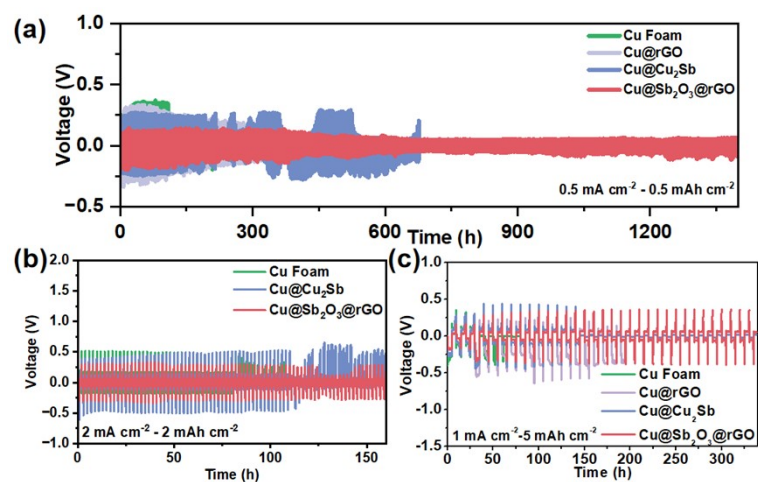 (a)
1.0
0.5
0.0
−0.5
Voltage (V)
Cu Foam
Cu@rGO
Cu@Cu₂Sb
Cu@Sb₂O₃@rGO
0.5 mA cm⁻² - 0.5 mAh cm⁻²
0 300 600 900 1200
Time (h)
(b)
2.0
1.5
1.0
0.5
0.0
−0.5
−1.0
Voltage (V)
Cu Foam
Cu@Cu₂Sb
Cu@Sb₂O₃@rGO
2 mA cm⁻² - 2 mAh cm⁻²
0 50 100 150
Time (h)
(c)
1.0
0.5
0.0
-0.5
-1.0
-1.5
Voltage (V)
Cu Foam
Cu@rGO
Cu@Cu₂Sb
Cu@Sb₂O₃@rGO
1 mA cm⁻²-5 mAh cm⁻²
0 50 100 150 200 250 300
Time (h)